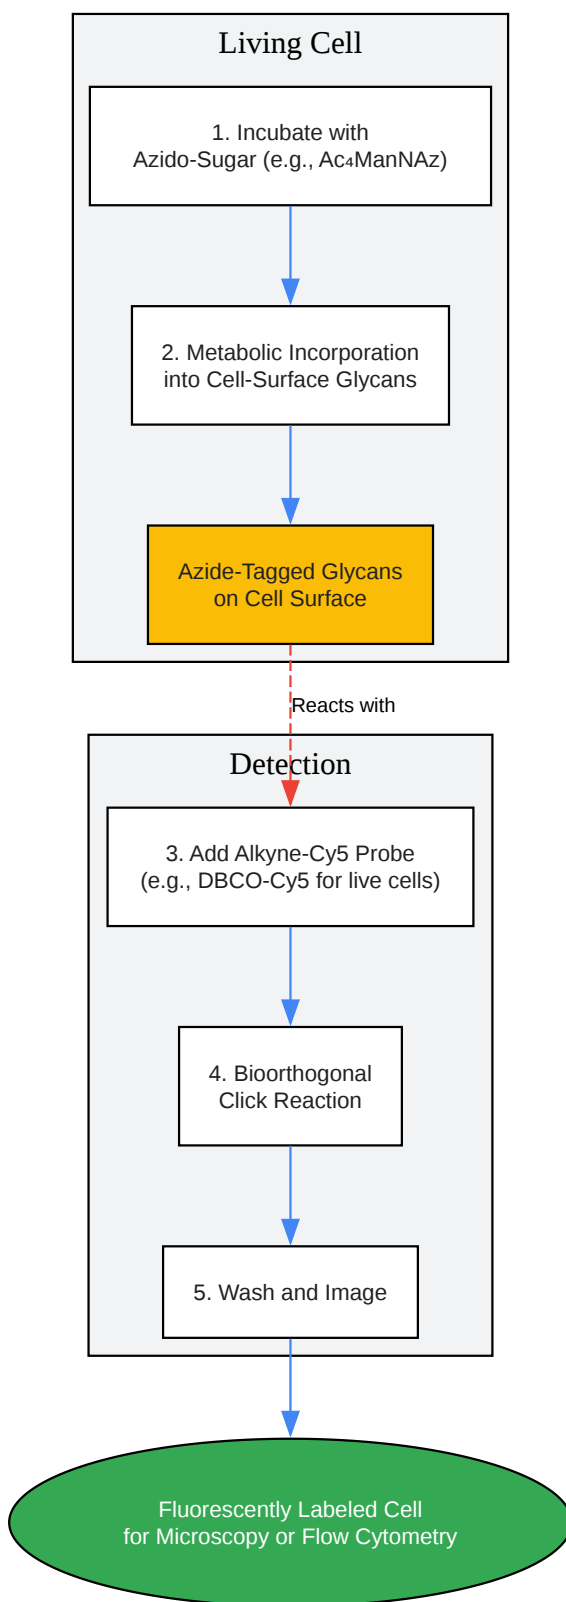 Living Cell
1. Incubate with
Azido-Sugar (e.g., Ac₄ManNAz)
2. Metabolic Incorporation
into Cell-Surface Glycans
Azide-Tagged Glycans
on Cell Surface
Reacts with
Detection
3. Add Alkyne-Cy5 Probe
(e.g., DBCO-Cy5 for live cells)
4. Bioorthogonal
Click Reaction
5. Wash and Image
Fluorescently Labeled Cell
for Microscopy or Flow Cytometry